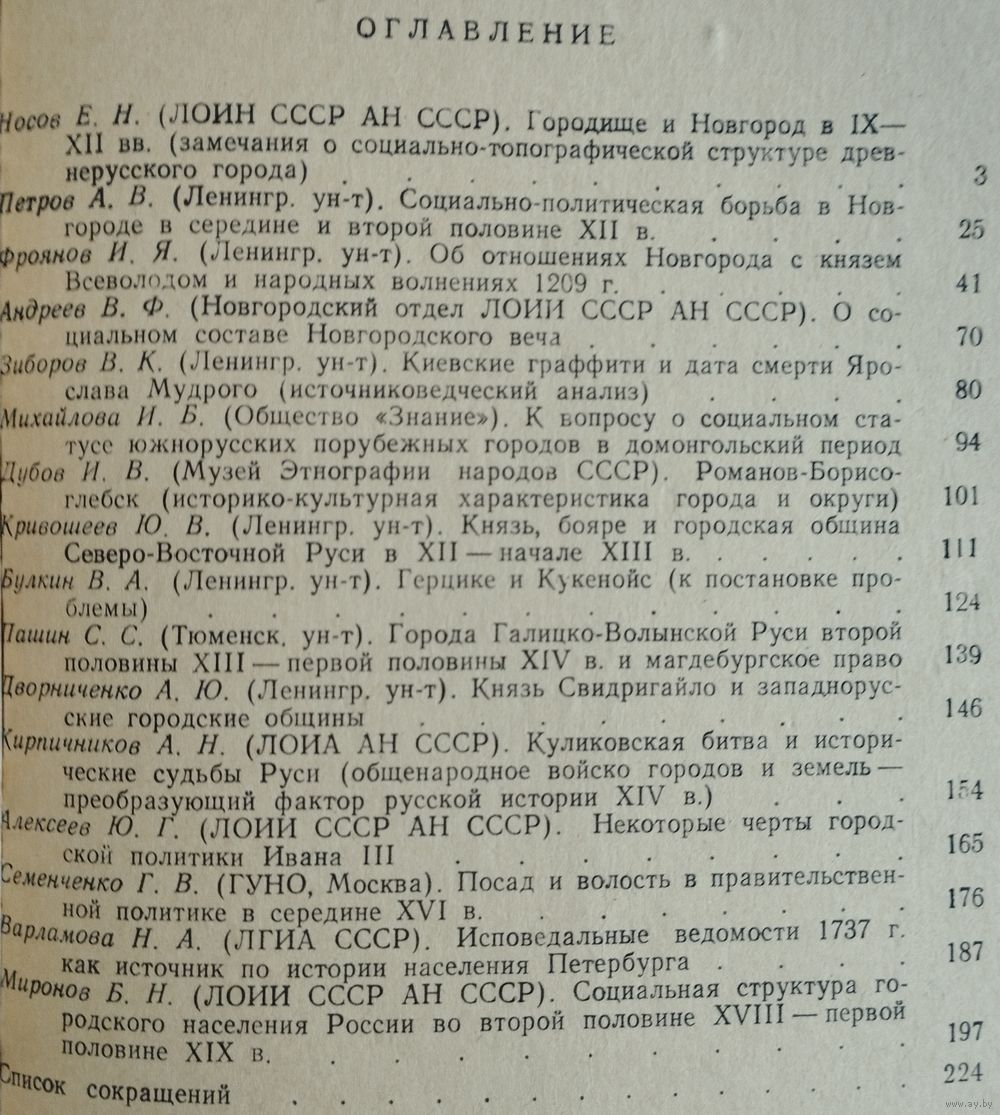 ОГЛАВЛЕНИЕ
Носов Е. Н. (ЛОИН СССР АН СССР). Городище и Новгород в IX—
XII вв. (замечания о социально-топографической структуре древ-
нерусского города) . . . . . . . . . 3
Петров А. В. (Ленингр. ун-т). Социально-политическая борьба в Нов-
городе в середине и второй половине XII в. . . . . 25
Фроянов И. Я. (Ленингр. ун-т). Об отношениях Новгорода с князем
Всеволодом и народных волнениях 1209 г. . . . . . 41
Андреев В. Ф. (Новгородский отдел ЛОИИ СССР АН СССР). О со-
циальном составе Новгородского веча . . . . . . 70
Зиборов В. К. (Ленингр. ун-т). Киевские граффити и дата смерти Яро-
слава Мудрого (источниковедческий анализ) . . . . 80
Михайлова И. Б. (Общество «Знание»). К вопросу о социальном ста-
тусе южнорусских порубежных городов в домонгольский период 94
Дубов И. В. (Музей Этнографии народов СССР). Романов-Борисо-
глебск (историко-культурная характеристика города и округи) 101
Кривошеев Ю. В. (Ленингр. ун-т). Князь, бояре и городская община
Северо-Восточной Руси в XII — начале XIII в. . . . . . 111
Булкин В. А. (Ленингр. ун-т). Герцике и Кукенойс (к постановке про-
блемы) . . . . . . . . . . . . 124
Пашин С. С. (Тюменск. ун-т). Города Галицко-Волынской Руси второй
половины XIII — первой половины XIV в. и магдебургское право 139
Дворниченко А. Ю. (Ленингр. ун-т). Князь Свидригайло и западнорус-
ские городские общины . . . . . . . . . 146
Кирпичников А. Н. (ЛОИА АН СССР). Куликовская битва и истори-
ческие судьбы Руси (общенародное войско городов и земель —
преобразующий фактор русской истории XIV в.) . . . 154
Алексеев Ю. Г. (ЛОИИ СССР АН СССР). Некоторые черты город-
ской политики Ивана III . . . . . . . . 165
Семенченко Г. В. (ГУНО, Москва). Посад и волость в правительствен-
ной политике в середине XVI в. . . . . . . . 176
Варламова Н. А. (ЛГИА СССР). Исповедальные ведомости 1737 г.
как источник по истории населения Петербурга . . . . 187
Миронов Б. Н. (ЛОИИ СССР АН СССР). Социальная структура го-
родского населения России во второй половине XVIII — первой
половине XIX в. . . . . . . . . . . 197
Список сокращений . . . . . . . . . . 224
www.ay.by